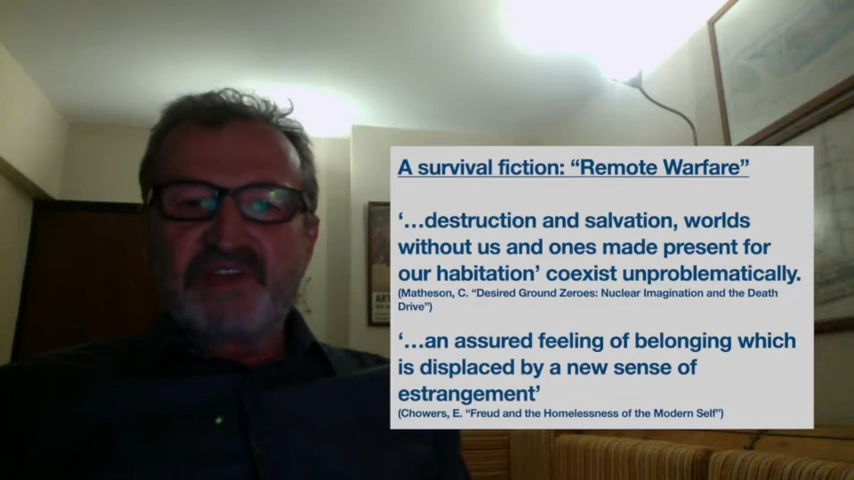 A survival fiction: “Remote Warfare”
‘…destruction and salvation, worlds
without us and ones made present for
our habitation’ coexist unproblematically.
(Matheson, C. “Desired Ground Zeroes: Nuclear Imagination and the Death
Drive”)
‘…an assured feeling of belonging which
is displaced by a new sense of
estrangement’
(Chowers, E. “Freud and the Homelessness of the Modern Self”)